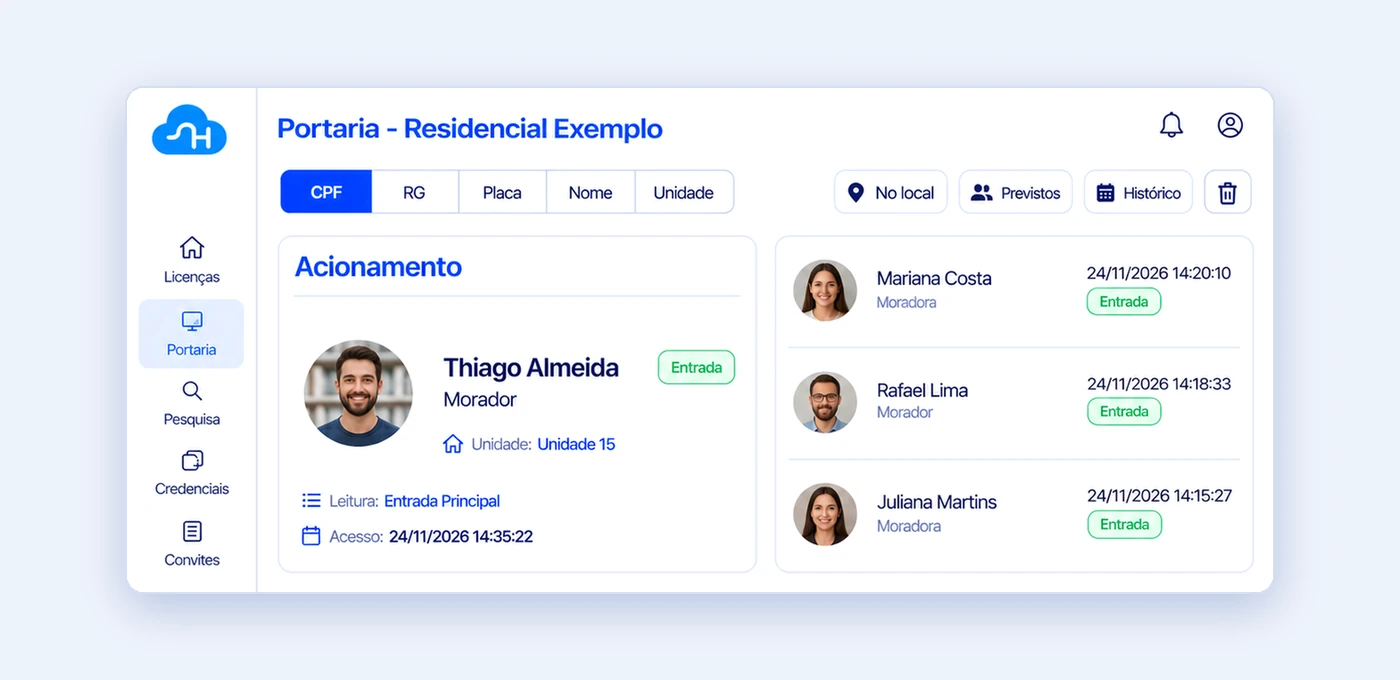 Portaria - Residencial Exemplo
CPF RG Placa Nome Unidade
No local Previstos Histórico
Licenças
Portaria
Pesquisa
Credenciais
Convites
Acionamento
Thiago Almeida
Entrada
Morador
Unidade: Unidade 15
Leitura: Entrada Principal
Acesso: 24/11/2026 14:35:22
Mariana Costa
Moradora
24/11/2026 14:20:10
Entrada
Rafael Lima
Morador
24/11/2026 14:18:33
Entrada
Juliana Martins
Moradora
24/11/2026 14:15:27
Entrada